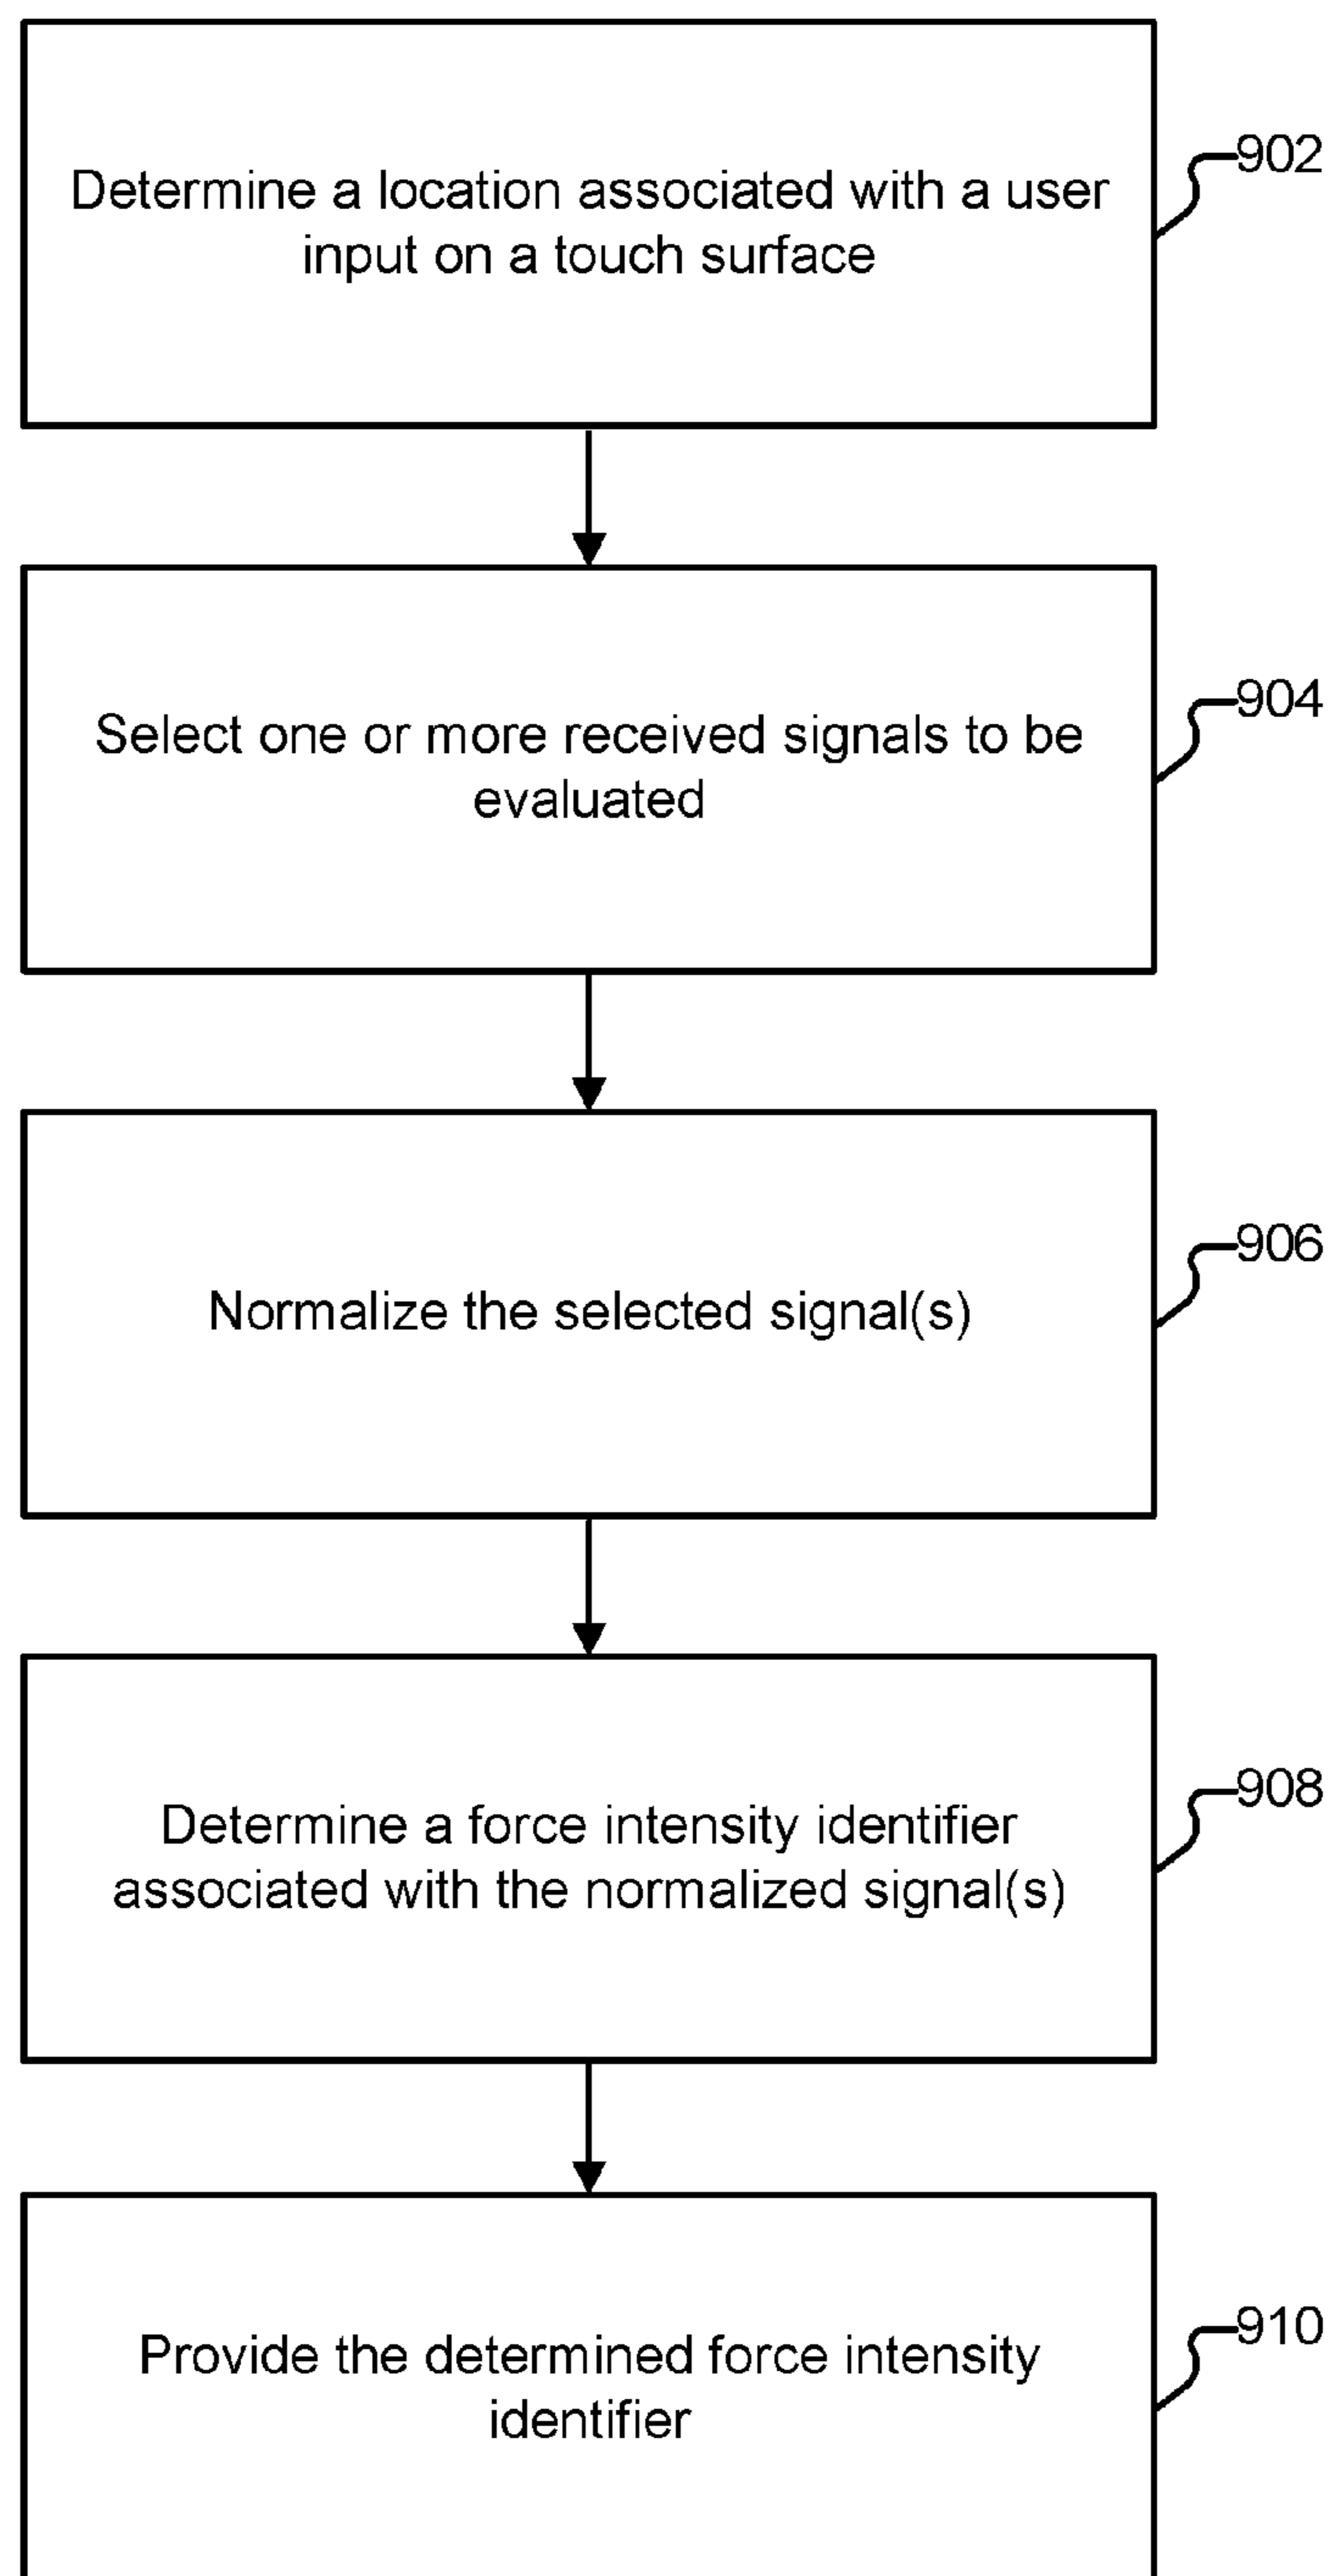 Determine a location associated with a user
input on a touch surface
902
Select one or more received signals to be
evaluated
904
Normalize the selected signal(s)
906
Determine a force intensity identifier
associated with the normalized signal(s)
908
Provide the determined force intensity
identifier
910